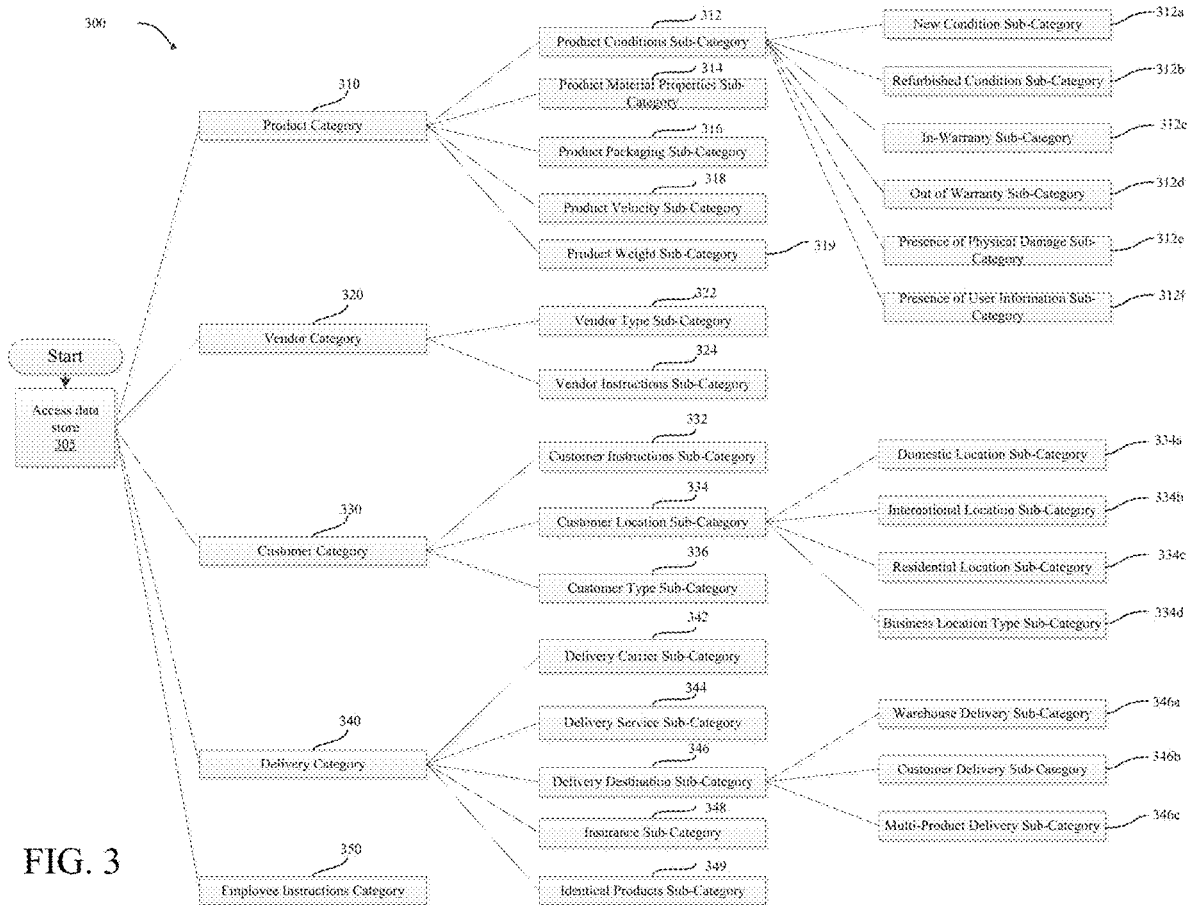 300
312
Product Conditions Sub-Category
314
Product Material Properties Sub-
Category
316
Product Packaging Sub-Category
318
Product Velocity Sub-Category
Product Weight Sub-Category
319
310
Product Category
New Condition Sub-Category
312a
Refurbished Condition Sub-Category
312b
In-Warranty Sub-Category
312c
Out of Warranty Sub-Category
312d
Presence of Physical Damage Sub-
Category
312e
Presence of User Information Sub-
Category
312f
320
Vendor Category
322
Vendor Type Sub-Category
324
Vendor Instructions Sub-Category
Start
Access data
store
305
330
Customer Category
332
Customer Instructions Sub-Category
334
Customer Location Sub-Category
336
Customer Type Sub-Category
Domestic Location Sub-Category
334a
International Location Sub-Category
334b
Residential Location Sub-Category
334c
Business Location Type Sub-Category
334d
340
Delivery Category
342
Delivery Carrier Sub-Category
344
Delivery Service Sub-Category
346
Delivery Destination Sub-Category
348
Insurance Sub-Category
349
Identical Products Sub-Category
Warehouse Delivery Sub-Category
346a
Customer Delivery Sub-Category
346b
Multi-Product Delivery Sub-Category
346c
350
Employee Instructions Category
FIG. 3